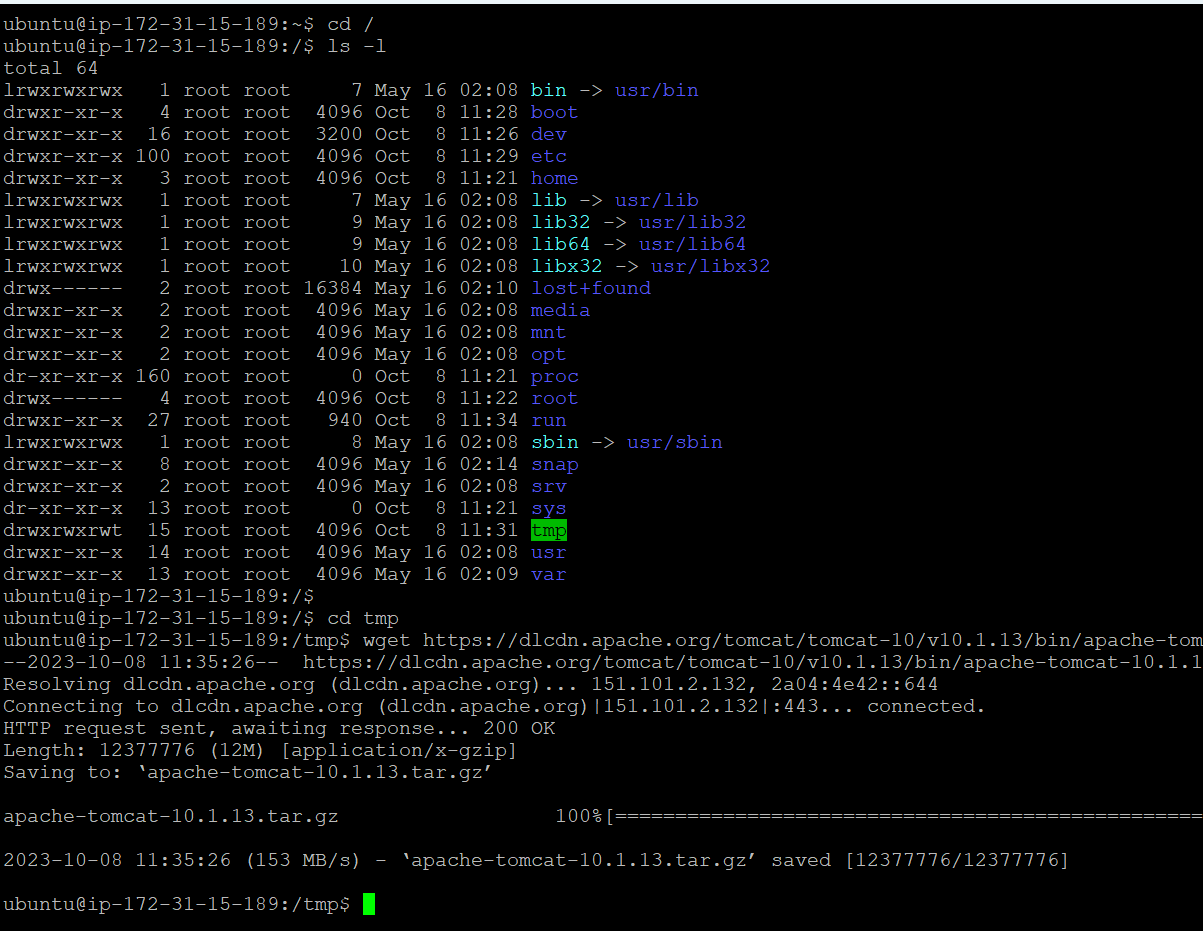 ubuntu@ip-172-31-15-189:~$ cd /
ubuntu@ip-172-31-15-189:/$ ls -l
total 64
lrwxrwxrwx   1 root root     7 May 16 02:08 bin -> usr/bin
drwxr-xr-x   4 root root  4096 Oct  8 11:28 boot
drwxr-xr-x  16 root root  3200 Oct  8 11:26 dev
drwxr-xr-x 100 root root  4096 Oct  8 11:29 etc
drwxr-xr-x   3 root root  4096 Oct  8 11:21 home
lrwxrwxrwx   1 root root     7 May 16 02:08 lib -> usr/lib
lrwxrwxrwx   1 root root     9 May 16 02:08 lib32 -> usr/lib32
lrwxrwxrwx   1 root root     9 May 16 02:08 lib64 -> usr/lib64
lrwxrwxrwx   1 root root    10 May 16 02:08 libx32 -> usr/libx32
drwx------   2 root root 16384 May 16 02:10 lost+found
drwxr-xr-x   2 root root  4096 May 16 02:08 media
drwxr-xr-x   2 root root  4096 May 16 02:08 mnt
drwxr-xr-x   2 root root  4096 May 16 02:08 opt
dr-xr-xr-x 160 root root     0 Oct  8 11:21 proc
drwx------   4 root root  4096 Oct  8 11:22 root
drwxr-xr-x  27 root root   940 Oct  8 11:34 run
lrwxrwxrwx   1 root root     8 May 16 02:08 sbin -> usr/sbin
drwxr-xr-x   8 root root  4096 May 16 02:14 snap
drwxr-xr-x   2 root root  4096 May 16 02:08 srv
dr-xr-xr-x  13 root root     0 Oct  8 11:21 sys
drwxrwxrwt  15 root root  4096 Oct  8 11:31 tmp
drwxr-xr-x  14 root root  4096 May 16 02:08 usr
drwxr-xr-x  13 root root  4096 May 16 02:09 var
ubuntu@ip-172-31-15-189:/$
ubuntu@ip-172-31-15-189:/$ cd tmp
ubuntu@ip-172-31-15-189:/tmp$ wget https://dlcdn.apache.org/tomcat/tomcat-10/v10.1.13/bin/apache-tom
--2023-10-08 11:35:26--  https://dlcdn.apache.org/tomcat/tomcat-10/v10.1.13/bin/apache-tomcat-10.1.1
Resolving dlcdn.apache.org (dlcdn.apache.org)... 151.101.2.132, 2a04:4e42::644
Connecting to dlcdn.apache.org (dlcdn.apache.org)|151.101.2.132|:443... connected.
HTTP request sent, awaiting response... 200 OK
Length: 12377776 (12M) [application/x-gzip]
Saving to: ‘apache-tomcat-10.1.13.tar.gz’
apache-tomcat-10.1.13.tar.gz                  100%[=================================================
2023-10-08 11:35:26 (153 MB/s) - ‘apache-tomcat-10.1.13.tar.gz’ saved [12377776/12377776]
ubuntu@ip-172-31-15-189:/tmp$